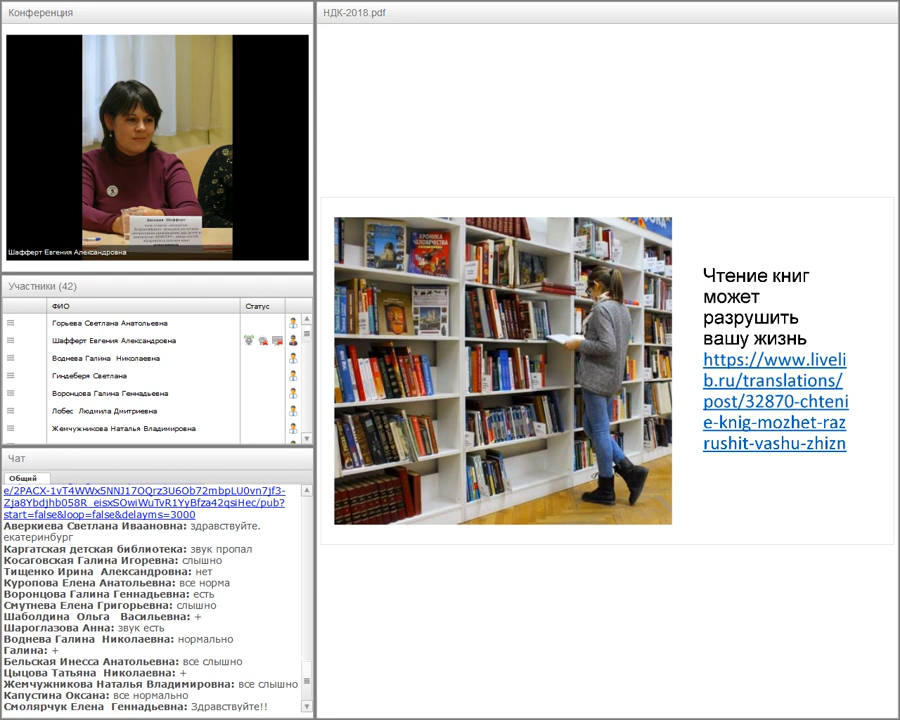 Конференция
Шафферт Евгения Александровна
Участники (42)
ФИО
Статус
Горьева Светлана Анатольевна
Шафферт Евгения Александровна
Воднева Галина Николаевна
Гиндеберя Светлана
Воронцова Галина Геннадьевна
Лобес Людмила Дмитриевна
Жемчужникова Наталья Владимировна
Чат
Общий
e/2PACX-1vT4WWx5NNJ17OQrz3U6Ob72mbpLU0vn7jf3-
Zja8Ybdjhb058R_eisxSOwiWuTvR1YyBfza42qsiHec/pub?
start=false&loop=false&delayms=3000
Аверкиева Светлана Иваановна: здравствуйте.
екатеринбург
Каргатская детская библиотека: звук пропал
Косаговская Галина Игоревна: слышно
Тищенко Ирина Александровна: нет
Куропова Елена Анатольевна: все норма
Воронцова Галина Геннадьевна: есть
Смутнева Елена Григорьевна: слышно
Шаболдина Ольга Васильевна: +
Шароглазова Анна: звук есть
Воднева Галина Николаевна: нормально
Галина: +
Бельская Инесса Анатольевна: все слышно
Цыцова Татьяна Николаевна: +
Жемчужникова Наталья Владимировна: все слышно
Капустина Оксана: все нормально
Смолярчук Елена Геннадьевна: Здравствуйте!!
НДК-2018.pdf
ХРОНИКА
ЧЕЛОВЕЧЕСТВА
Чтение книг
может
разрушить
вашу жизнь
https://www.liveli
b.ru/translations/
post/32870-chteni
e-knig-mozhet-raz
rushit-vashu-zhizn